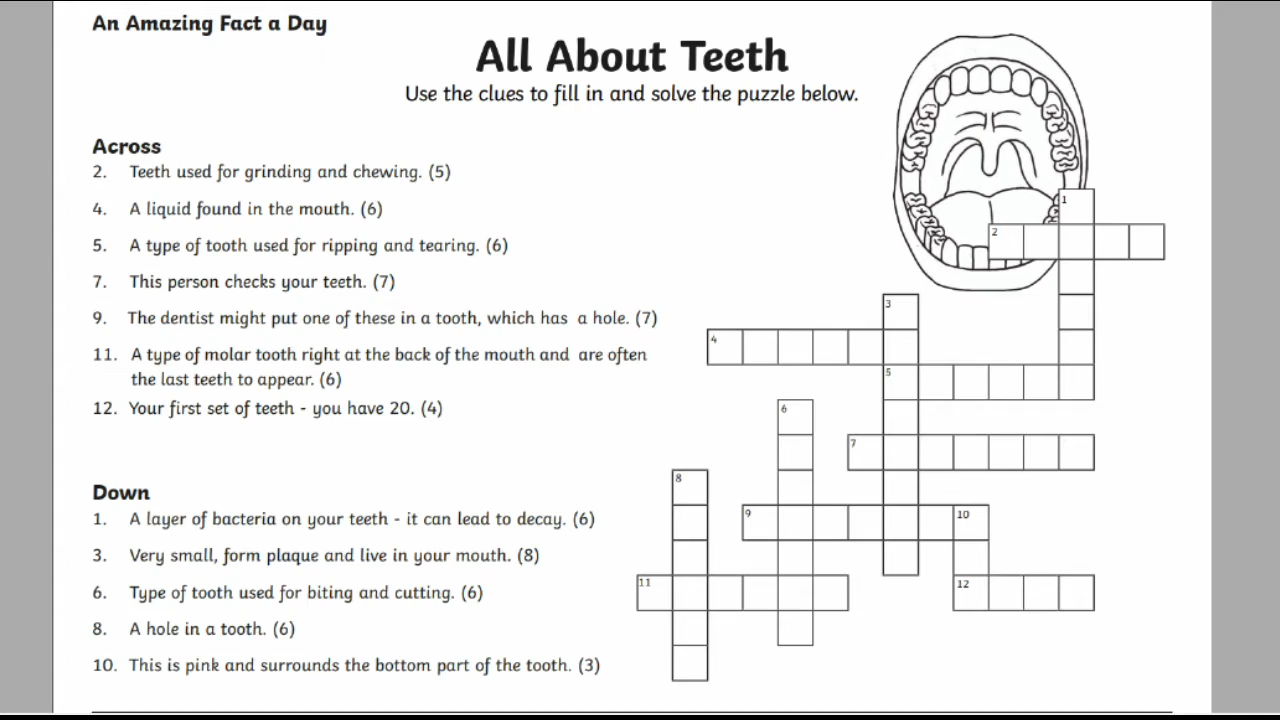 An Amazing Fact a Day
All About Teeth
Use the clues to fill in and solve the puzzle below.
Across
2. Teeth used for grinding and chewing. (5)
4. A liquid found in the mouth. (6)
5. A type of tooth used for ripping and tearing. (6)
7. This person checks your teeth. (7)
9. The dentist might put one of these in a tooth, which has a hole. (7)
11. A type of molar tooth right at the back of the mouth and are often
the last teeth to appear. (6)
12. Your first set of teeth - you have 20. (4)
Down
1. A layer of bacteria on your teeth - it can lead to decay. (6)
3. Very small, form plaque and live in your mouth. (8)
6. Type of tooth used for biting and cutting. (6)
8. A hole in a tooth. (6)
10. This is pink and surrounds the bottom part of the tooth. (3)
1
2
3
4
5
6
7
8
9 10
11 12